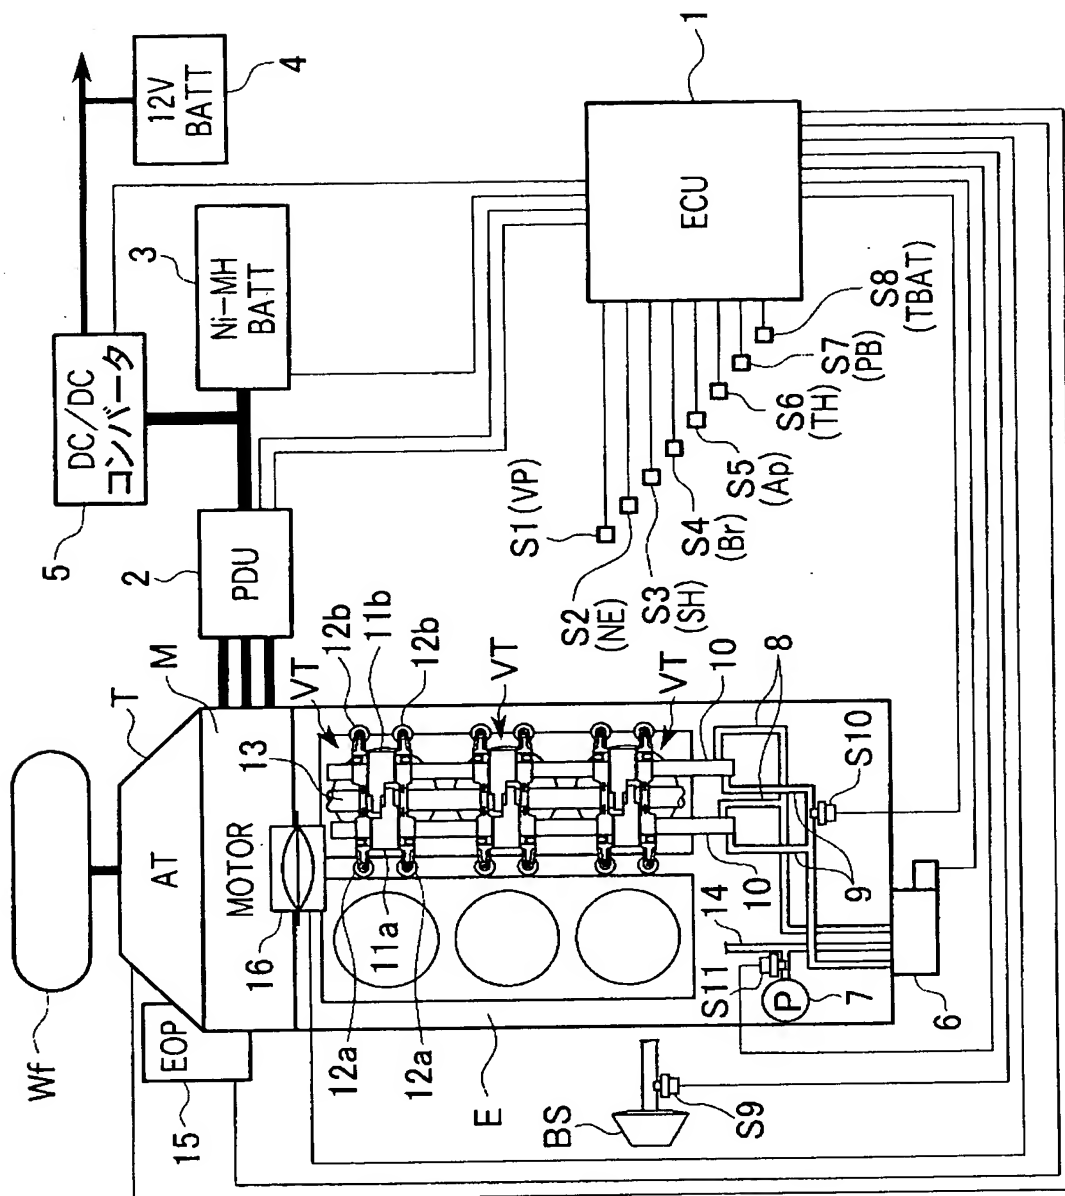 Wf
T
AT
EOP
15
M
MOTOR
16
2
PDU
5
DC/DC
コンバータ
3
Ni-MH
BATT
12V
BATT
4
1
ECU
VT
12b
11b
12b
VT
VT
13
12a
11a
12a
E
10
10
8
9
S10
14
S11
P
7
6
BS
S9
S1(VP)
S2
(NE)
S3
(SH)
S4
(Br)
S5
(Ap)
S6
(TH)
S7
(PB)
S8
(TBAT)